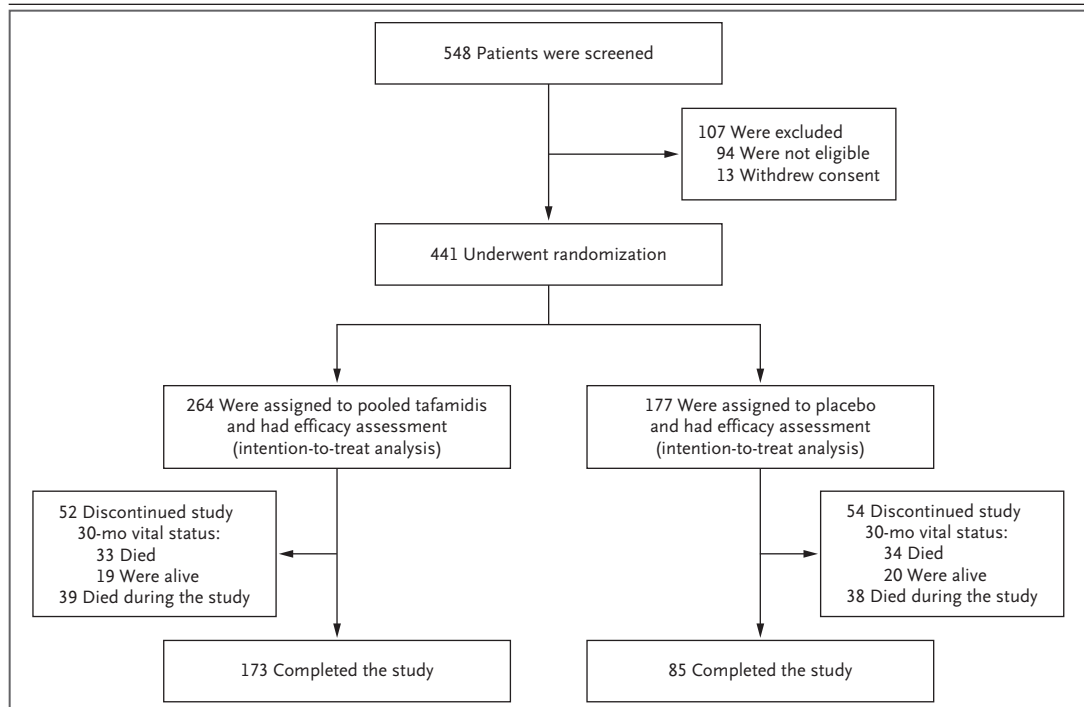 548 Patients were screened
107 Were excluded
94 Were not eligible
13 Withdrew consent
441 Underwent randomization
264 Were assigned to pooled tafamidis
and had efficacy assessment
(intention-to-treat analysis)
177 Were assigned to placebo
and had efficacy assessment
(intention-to-treat analysis)
52 Discontinued study
30-mo vital status:
33 Died
19 Were alive
39 Died during the study
54 Discontinued study
30-mo vital status:
34 Died
20 Were alive
38 Died during the study
173 Completed the study
85 Completed the study